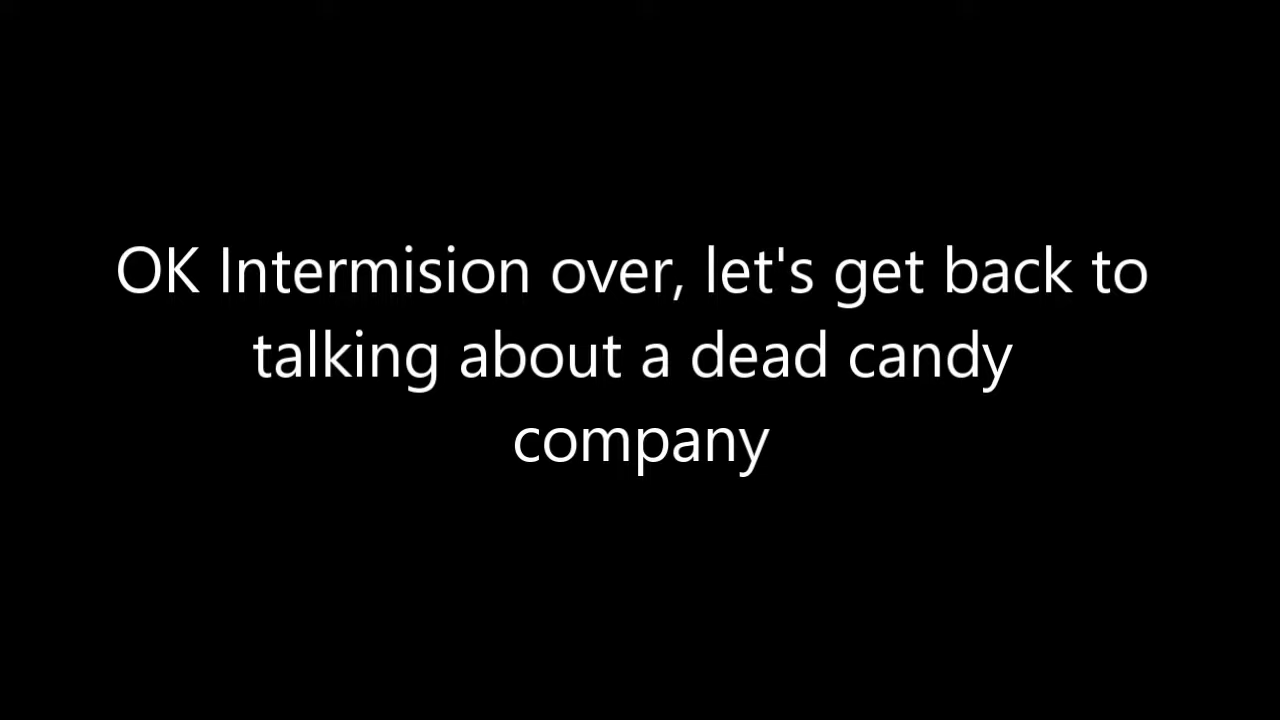 OK Intermision over, let's get back to
talking about a dead candy
company